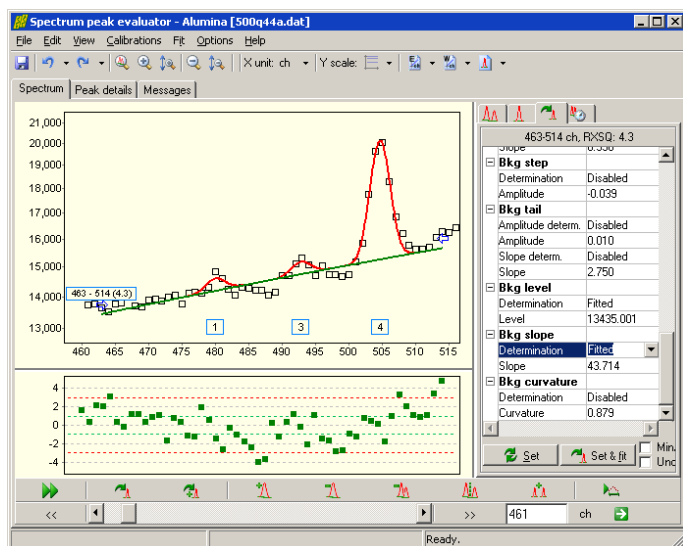 Spectrum peak evaluator - Alumina [500q44a.dat]
File Edit View Calibrations Fit Options Help
X unit: ch Y scale:
Spectrum Peak details Messages
21,000
20,000
19,000
18,000
17,000
16,000
15,000
14,000
13,000
463 - 514 (4.3)
1 3 4
460 465 470 475 480 485 490 495 500 505 510 515
4
2
0
-2
-4
463-514 ch, RXSQ: 4.3
Bkg step
Determination Disabled
Amplitude -0.039
Bkg tail
Amplitude determ. Disabled
Amplitude 0.010
Slope determ. Disabled
Slope 2.750
Bkg level
Determination Fitted
Level 13435.001
Bkg slope
Determination Fitted
Slope 43.714
Bkg curvature
Determination Disabled
Curvature 0.879
Set Set & fit Min.
Unc
<< >> 461 ch
Ready.